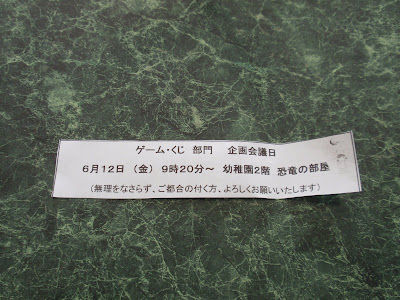 ゲーム・くじ 部門 企画会議日
6月12日 (金) 9時20分~ 幼稚園2階 恐竜の部屋
(無理をなさらず、ご都合の付く方、よろしくお願いいたします)